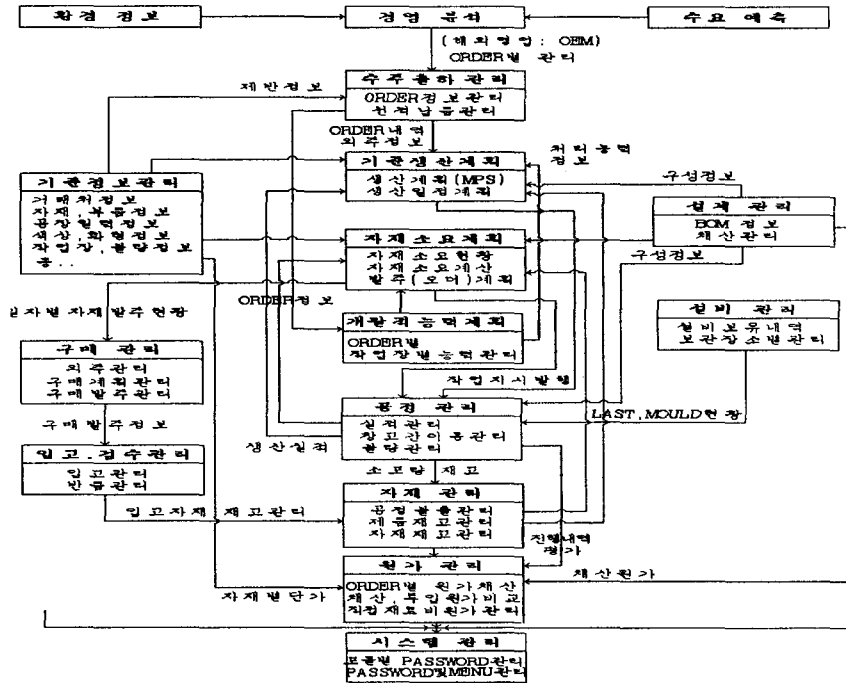 환경 정보
경영 분석
수요 예측
(해외영업: OEM)
ORDER별 관리
제반정보
수주출하 관리
ORDER정보관리
선적납품관리
ORDER내역
외주정보
처리능력
정보
기준정보관리
거래처정보
자재,부품정보
공장일력정보
색상,화형정보
작업장,불량정보
등..
기준생산계획
생산계획(MPS)
생산일정계획
구성정보
설계 관리
BOM 정보
채산관리
구성정보
자재소요계획
자재소요현황
자재소요계산
발주(오더)계획
ORDER정보
일자별자재발주현황
개략적능력계획
ORDER별
작업장별능력관리
설비 관리
설비보유내역
보관장소별관리
구매 관리
외주관리
구매계획관리
구매발주관리
작업지시발행
공정 관리
실적관리
창고간이동관리
불량관리
LAST,MOULD현황
구매발주정보
생산실적
소모량재고
입고.검수관리
입고관리
반품관리
입고자재재고관리
자재 관리
공정불출관리
제품재고관리
자재재고관리
진행내역
평가
원가 관리
ORDER별 원가채산
채산,투입원가비교
직접재료비원가관리
자재별단가
채산원가
시스템 관리
모듈별 PASSWORD관리
PASSWORD및MENU관리